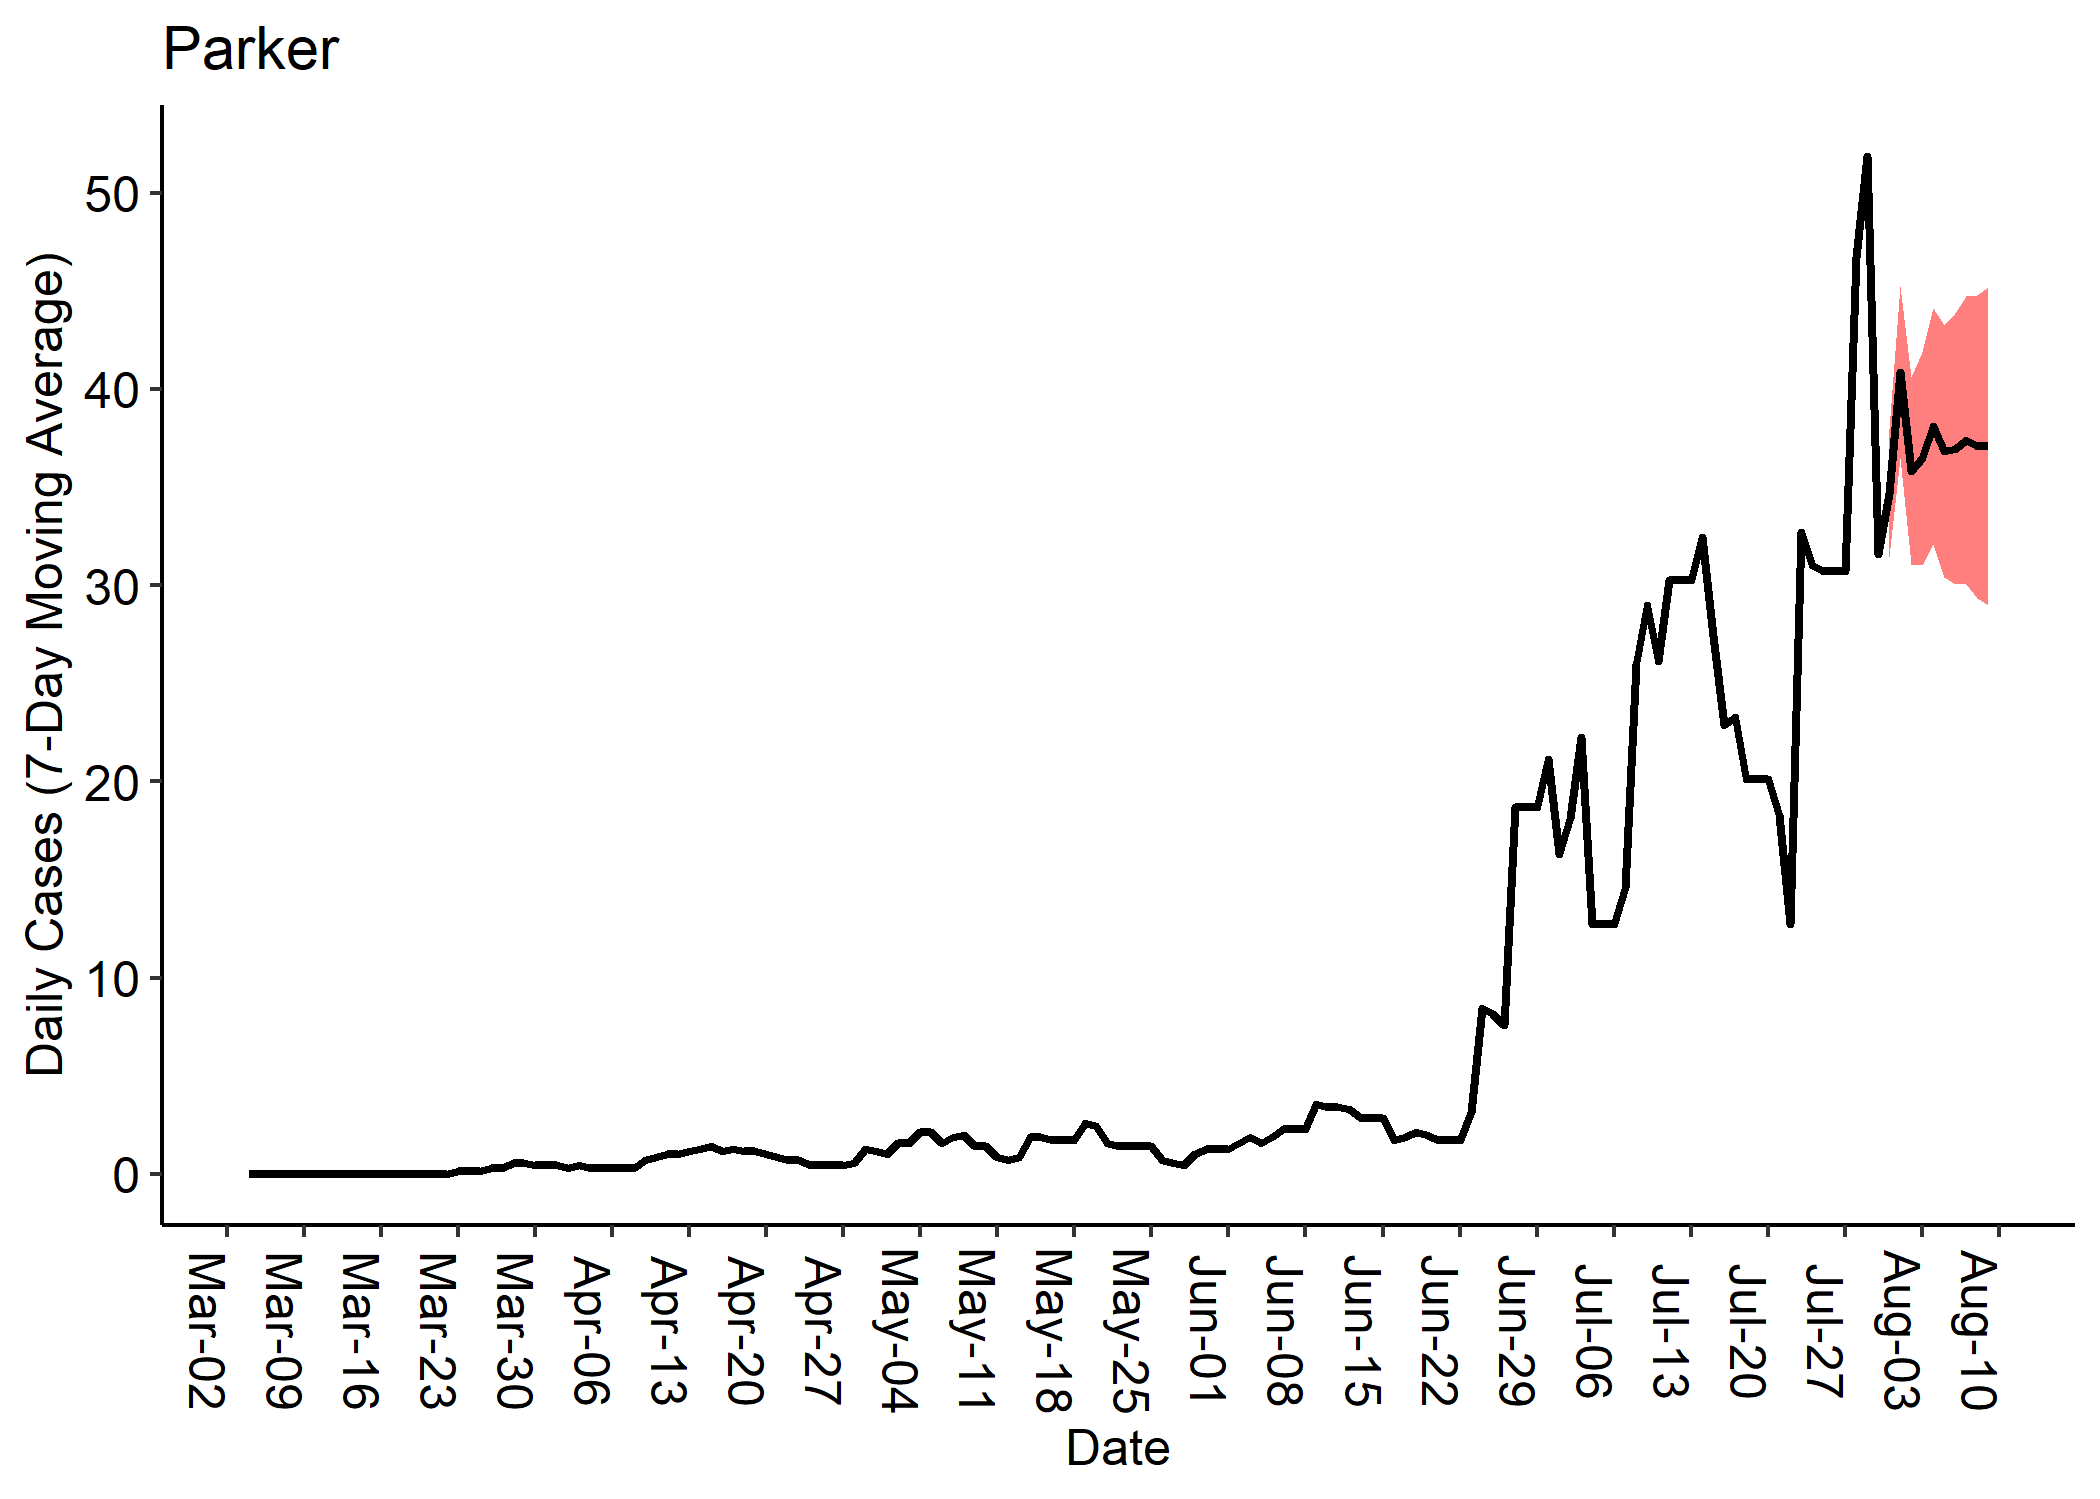 Parker
Daily Cases (7-Day Moving Average)
50
40
30
20
10
0
Mar-02
Mar-09
Mar-16
Mar-23
Mar-30
Apr-06
Apr-13
Apr-20
Apr-27
May-04
May-11
May-18
May-25
Jun-01
Jun-08
Jun-15
Jun-22
Jun-29
Jul-06
Jul-13
Jul-20
Jul-27
Aug-03
Aug-10
Date